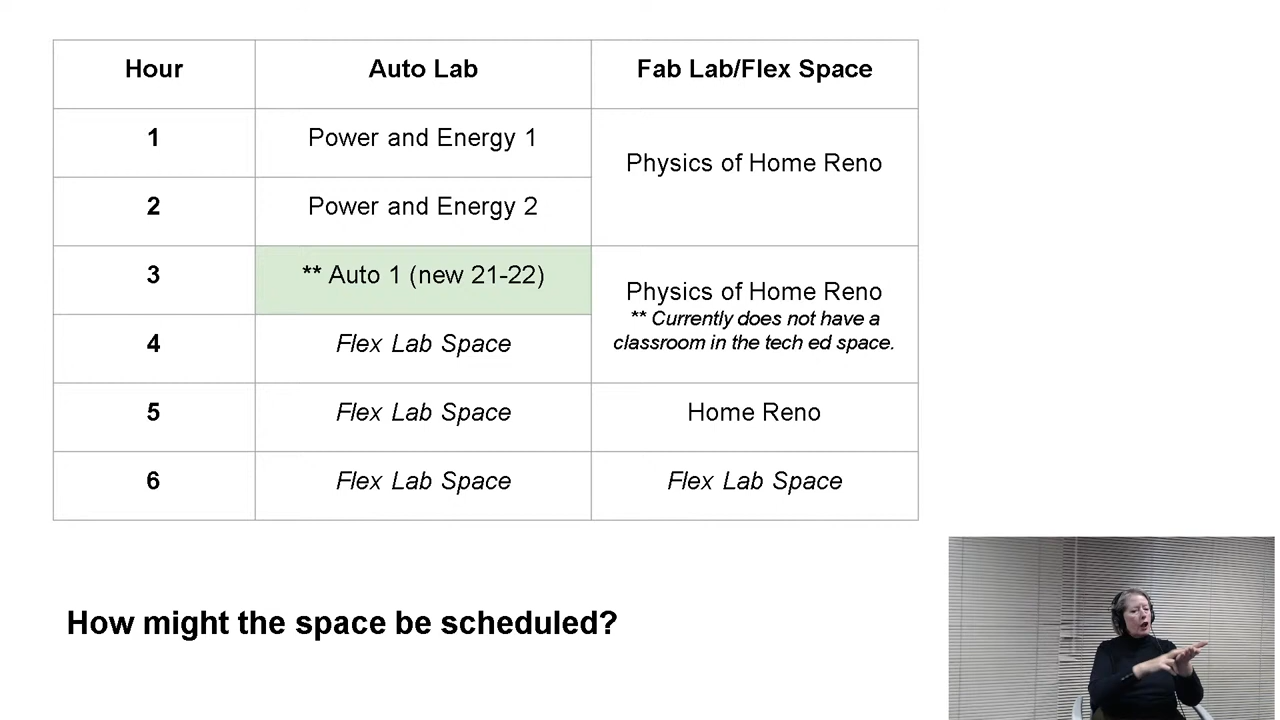 Hour Auto Lab Fab Lab/Flex Space
1 Power and Energy 1
Physics of Home Reno
2 Power and Energy 2
3 ** Auto 1 (new 21-22)
Physics of Home Reno
** Currently does not have a
classroom in the tech ed space.
4 Flex Lab Space
5 Flex Lab Space Home Reno
6 Flex Lab Space Flex Lab Space
How might the space be scheduled?